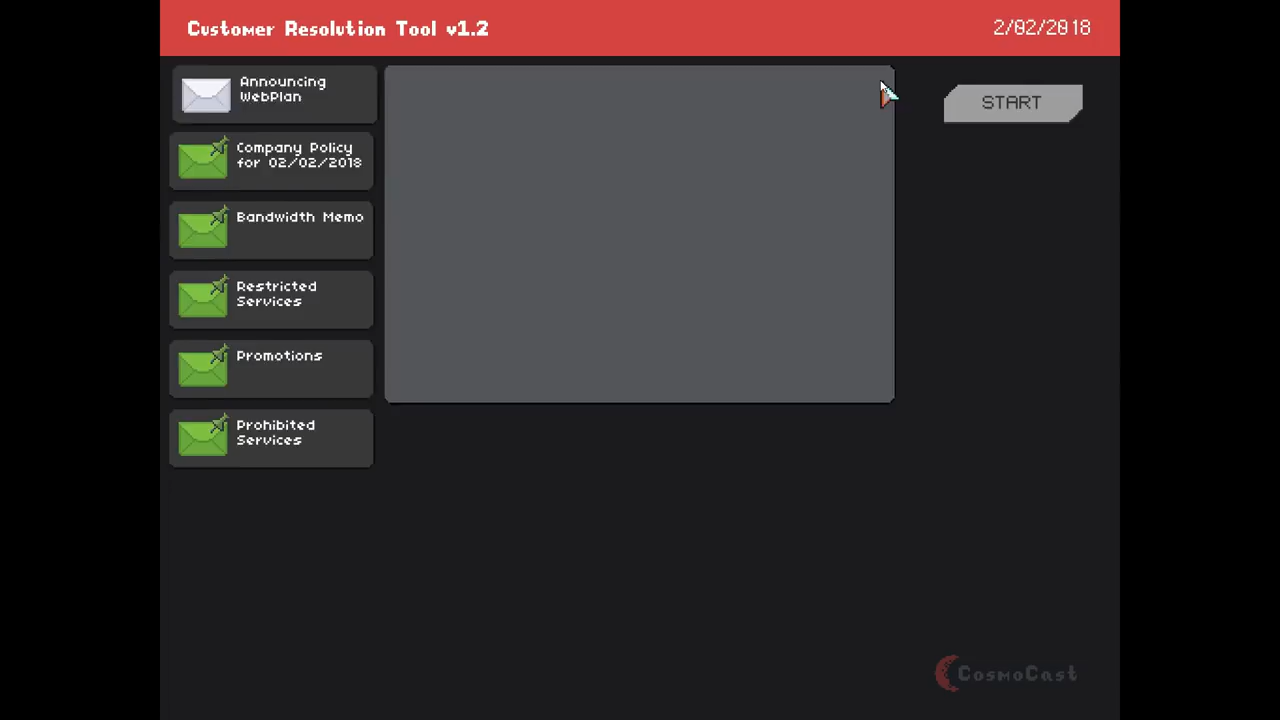 Customer Resolution Tool v1.2
2/02/2018
Announcing
WebPlan
START
Company Policy
for 02/02/2018
Bandwidth Memo
Restricted
Services
Promotions
Prohibited
Services
CosmoCast